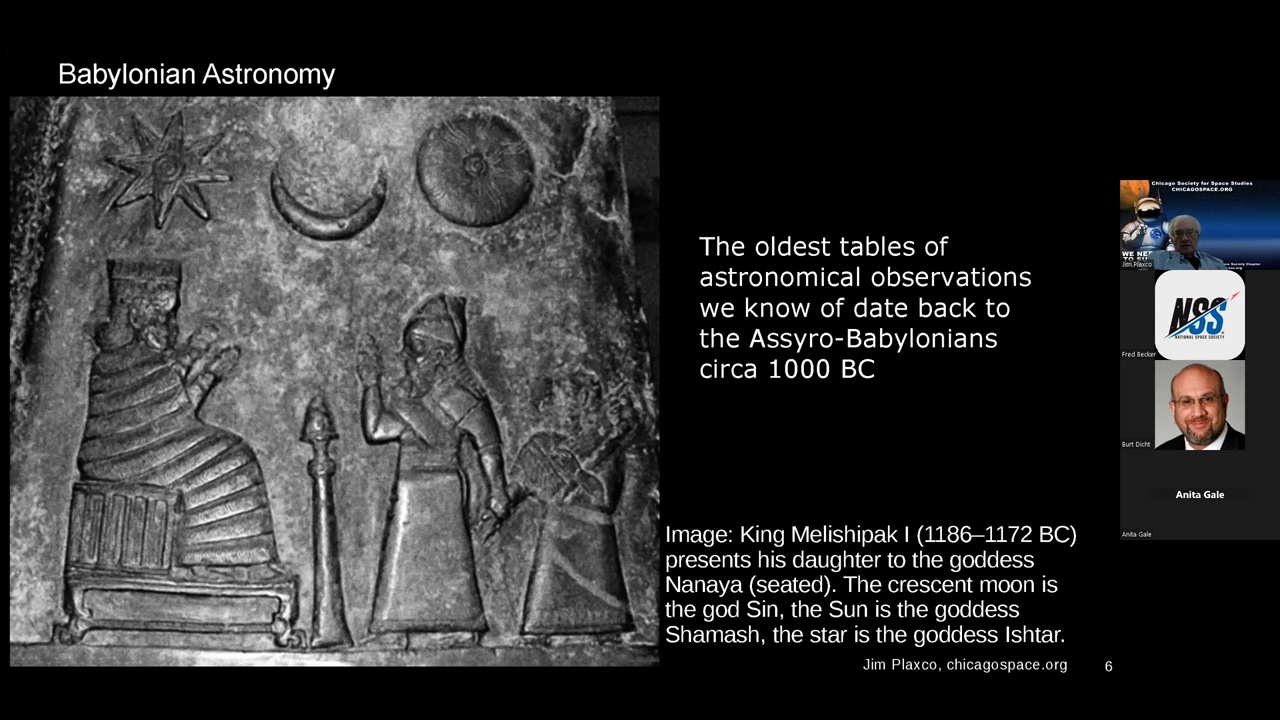 Babylonian Astronomy
The oldest tables of
astronomical observations
we know of date back to
the Assyro-Babylonians
circa 1000 BC
Image: King Melishipak I (1186–1172 BC)
presents his daughter to the goddess
Nanaya (seated). The crescent moon is
the god Sin, the Sun is the goddess
Shamash, the star is the goddess Ishtar.
Jim Plaxco, chicagospace.org 6
Chicago Society for Space Studies
CHICAGOSPACE.ORG
WE NE
Jim Plaxco
NSS
NATIONAL SPACE SOCIETY
Fred Becker
Burt Dicht
Anita Gale
Anita Gale